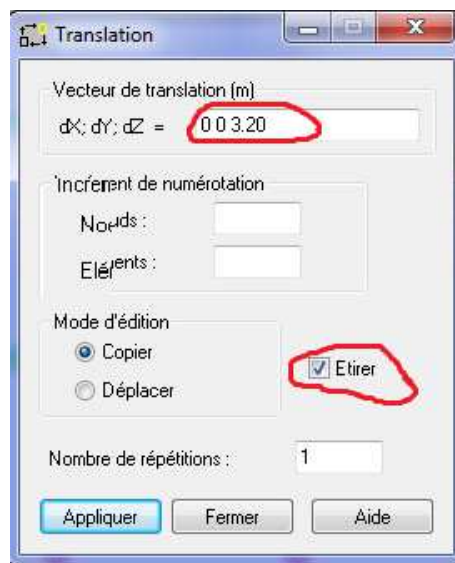 Translation
Vecteur de translation (m)
dX; dY; dZ = 0 0 3.20
Incrément de numérotation
Noeuds :
Eléments :
Mode d'édition
Copier
Déplacer
Etirer
Nombre de répétitions : 1
Appliquer Fermer Aide